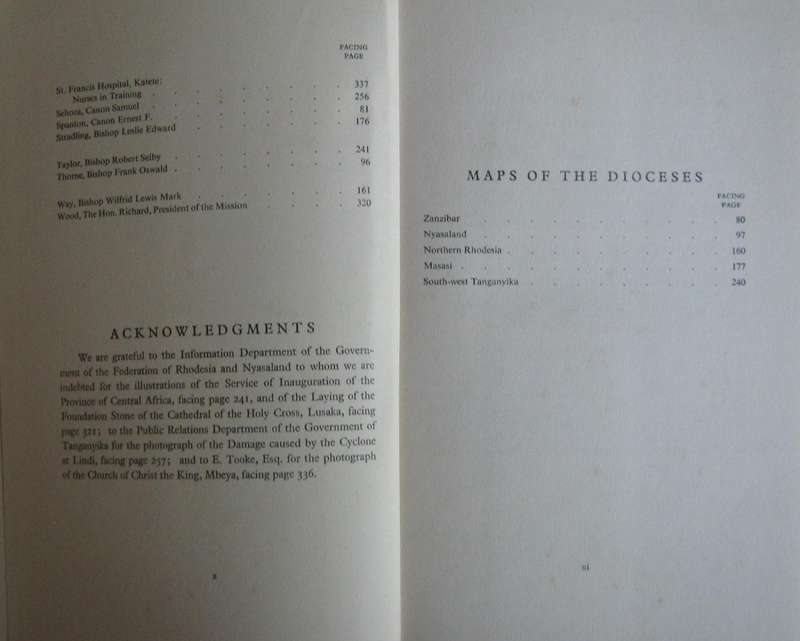 FACING
PAGE
St. Francis Hospital, Katete:
Nurses in Training . . . . . . . . 337
Sehoza, Canon Samuel . . . . . . . . 256
Spanton, Canon Ernest F. . . . . . . . 81
Stradling, Bishop Leslie Edward . . . . . . . 176
Taylor, Bishop Robert Selby . . . . . . . . 241
Thorne, Bishop Frank Oswald . . . . . . . . 96
Way, Bishop Wilfrid Lewis Mark . . . . . . . 161
Wood, The Hon. Richard, President of the Mission . . . . 320
ACKNOWLEDGMENTS
We are grateful to the Information Department of the Govern-
ment of the Federation of Rhodesia and Nyasaland to whom we are
indebted for the illustrations of the Service of Inauguration of the
Province of Central Africa, facing page 241, and of the Laying of the
Foundation Stone of the Cathedral of the Holy Cross, Lusaka, facing
page 321; to the Public Relations Department of the Government of
Tanganyika for the photograph of the Damage caused by the Cyclone
at Lindi, facing page 257; and to E. Tooke, Esq. for the photograph
of the Church of Christ the King, Mbeya, facing page 336.
x
MAPS OF THE DIOCESES
FACING
PAGE
Zanzibar . . . . . . . . . . . 80
Nyasaland . . . . . . . . . . . 97
Northern Rhodesia . . . . . . . . . . 160
Masasi . . . . . . . . . . . . 177
South-west Tanganyika . . . . . . . . . 240
xi